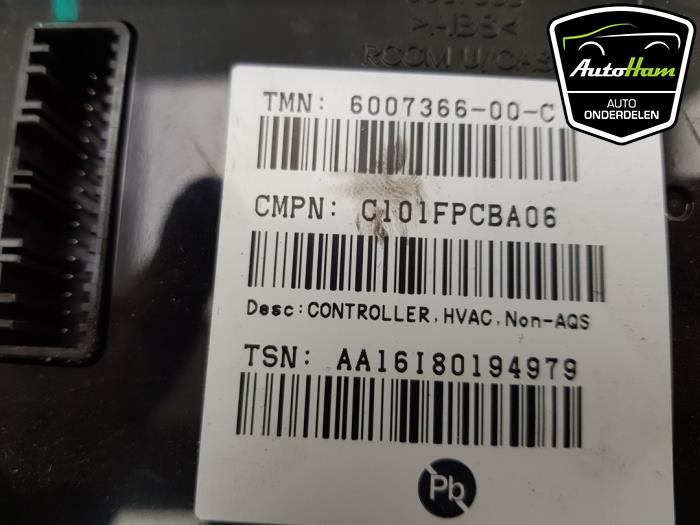 >ABS<
AutoHam
AUTO
ONDERDELEN
TMN: 6007366-00-C
CMPN: C101FPCBA06
Desc:CONTROLLER,HVAC,Non-AQS
TSN: AA16I80194979
Pb